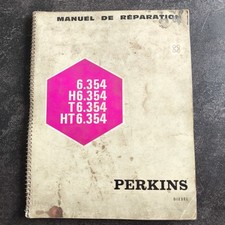 MANUEL DE RÉPARATION
6.354
H6.354
T6.354
HT6.354
PERKINS
DIESEL